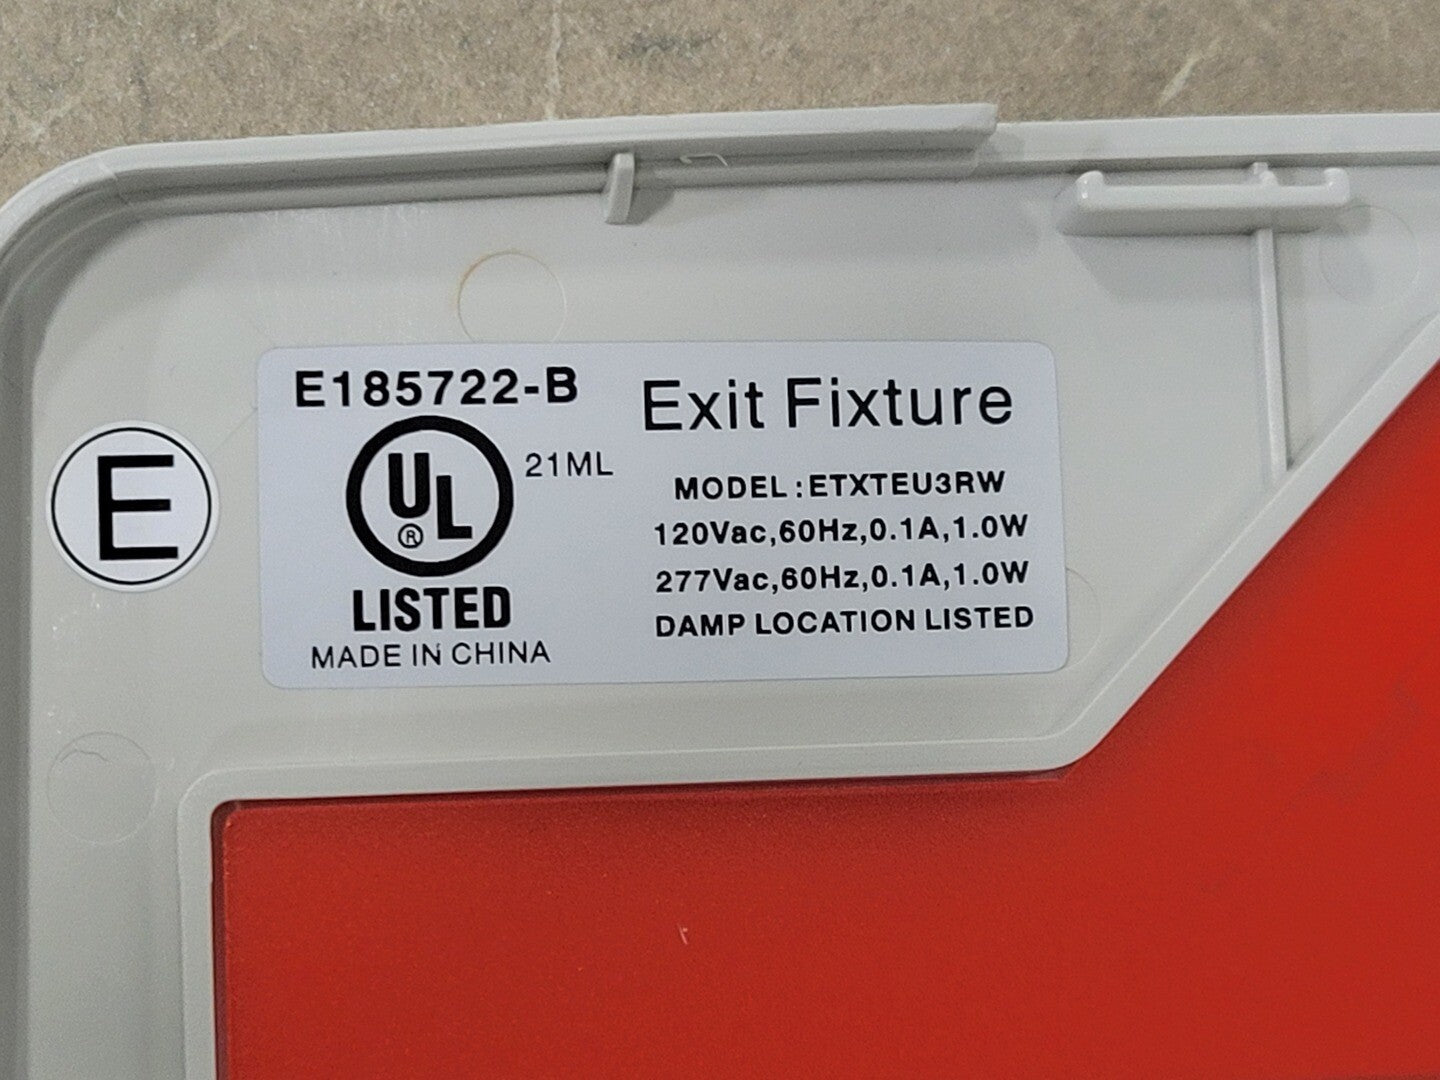 E185722-B
Exit Fixture
E
UL
®
21ML
LISTED
MADE IN CHINA
MODEL:ETXTEU3RW
120Vac,60Hz,0.1A,1.0W
277Vac,60Hz,0.1A,1.0W
DAMP LOCATION LISTED